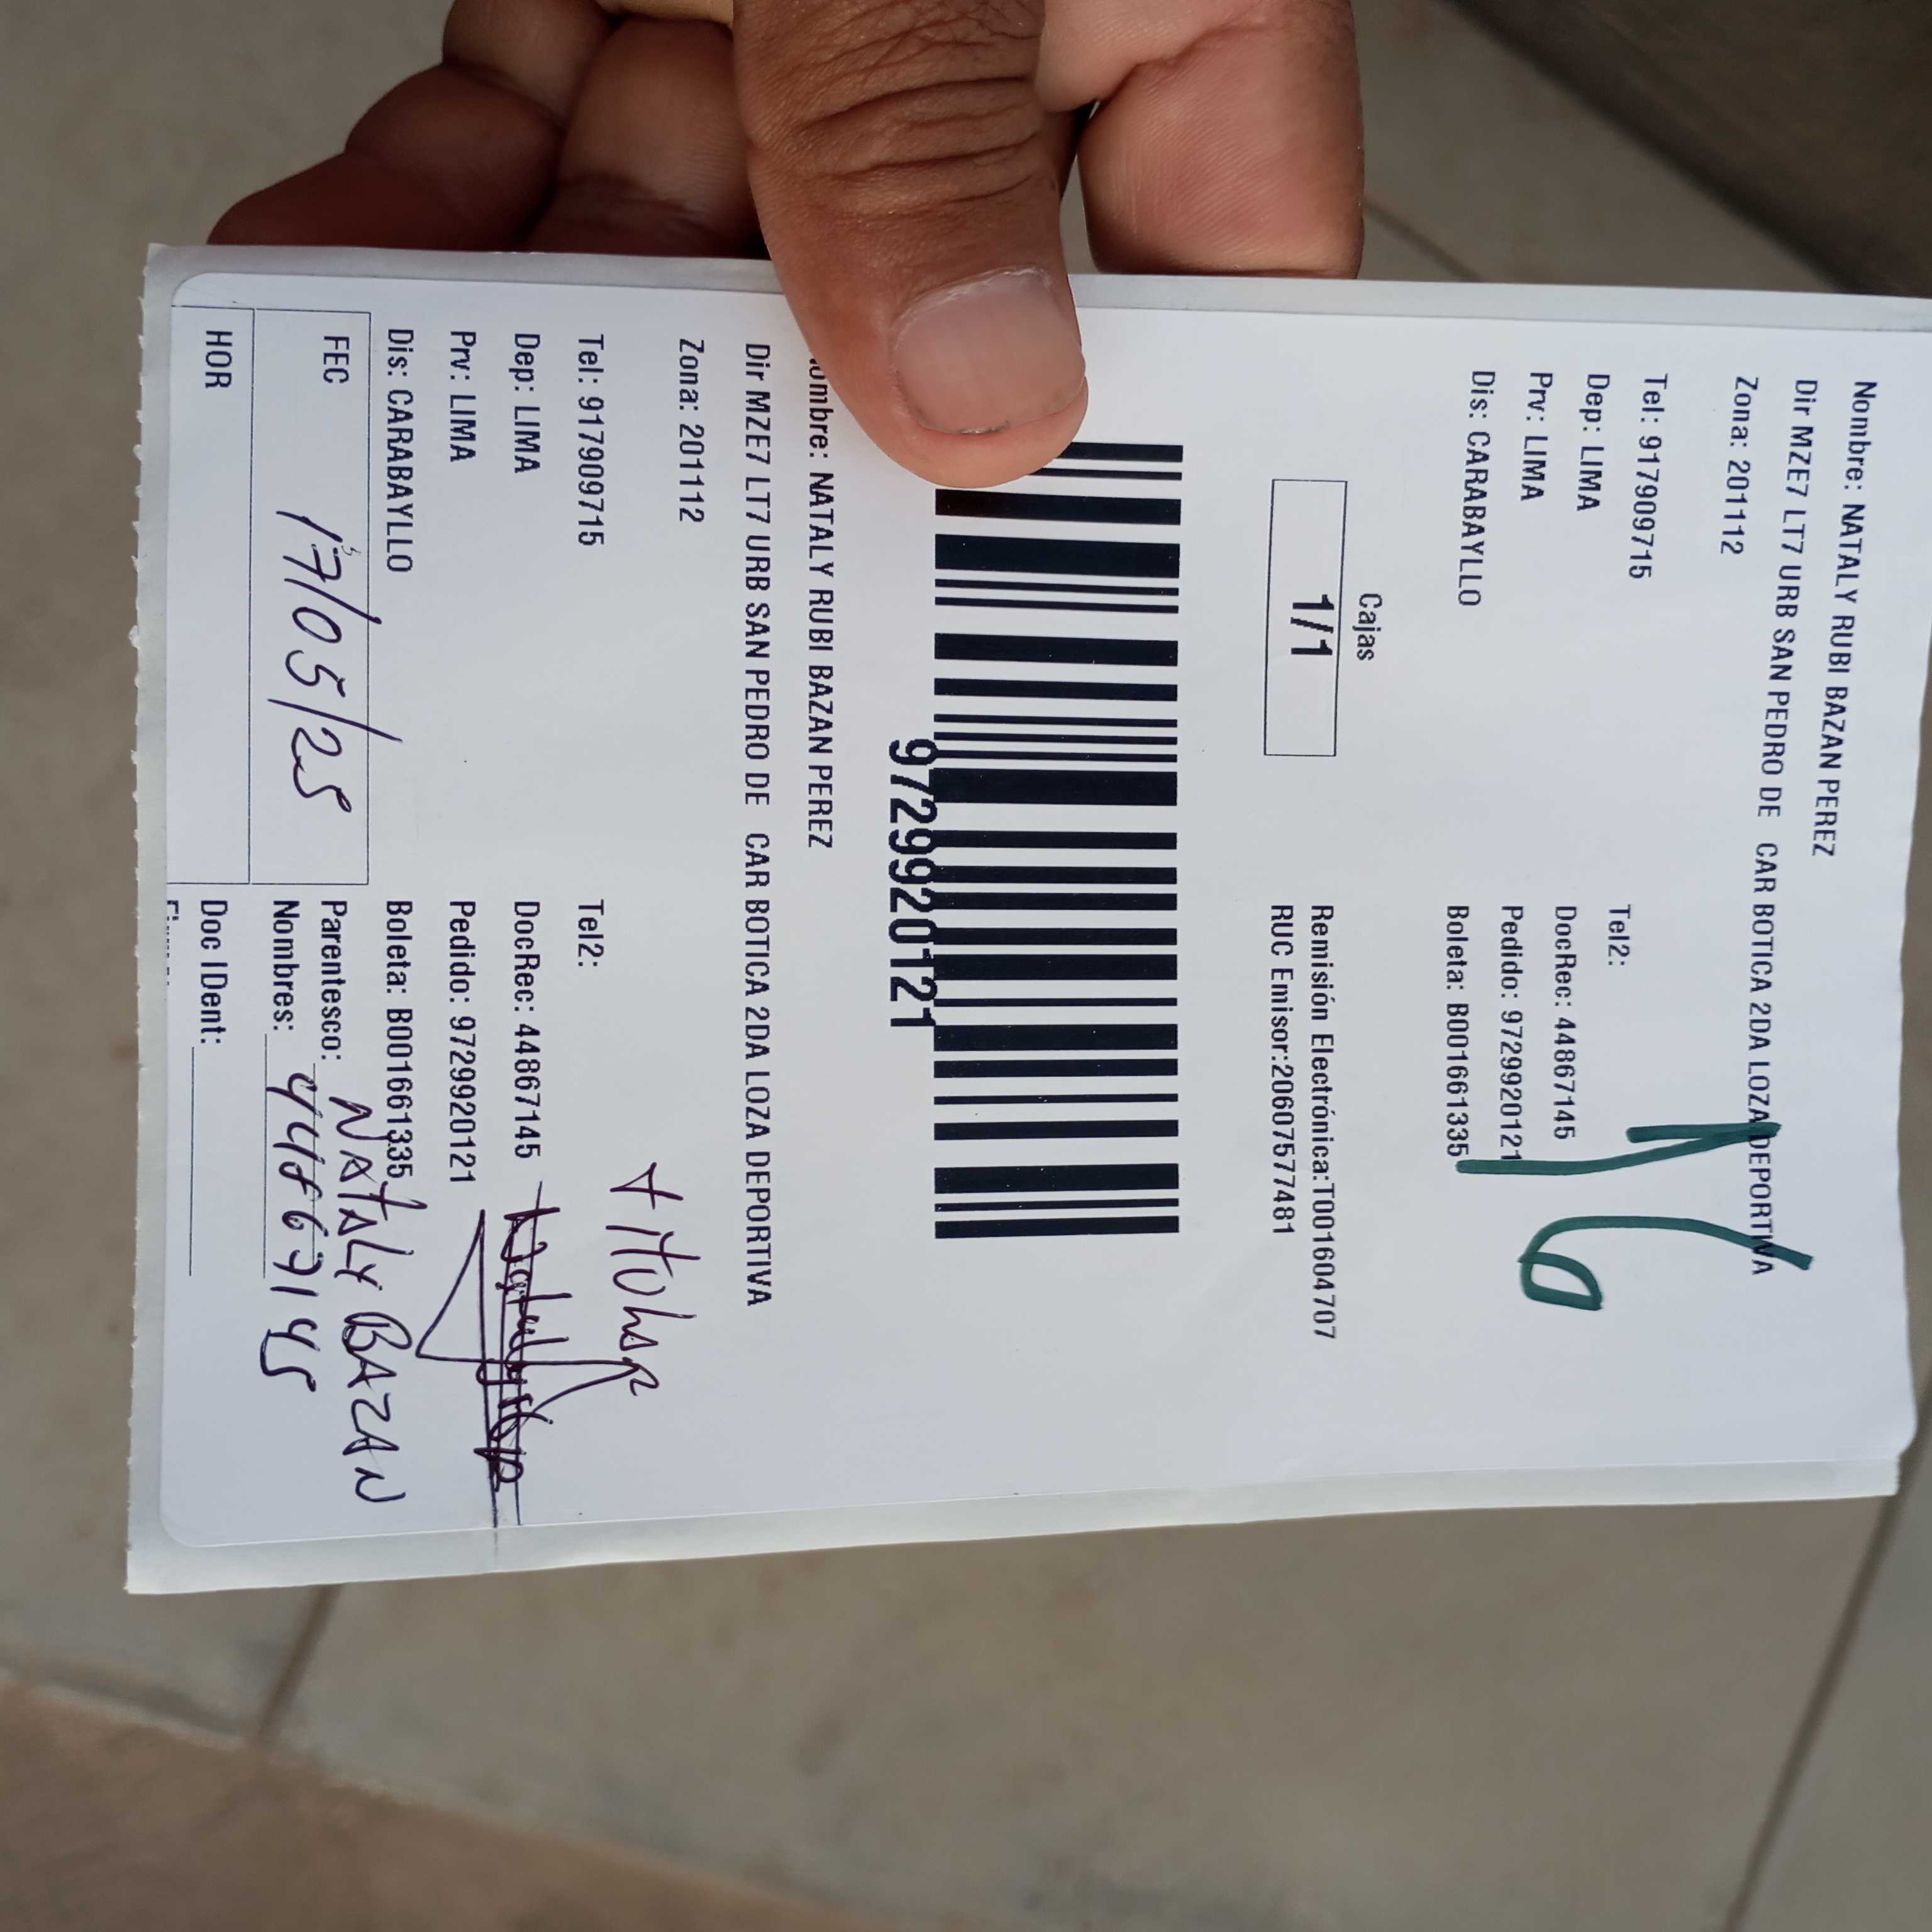 Nombre: NATALY RUBI BAZAN PEREZ
Dir MZE7 LT7 URB SAN PEDRO DE CAR BOTICA 2DA LOZA DEPORTIVA
Zona: 201112
Tel: 917909715 Tel2:
Dep: LIMA DocRec: 44867145
Prv: LIMA Pedido: 9729920121
Dis: CARABAYLLO Boleta: B001661335
Cajas
1/1
Remisión Electrónica:T001604707
RUC Emisor:20607577481
9729920121
Nombre: NATALY RUBI BAZAN PEREZ
Dir MZE7 LT7 URB SAN PEDRO DE CAR BOTICA 2DA LOZA DEPORTIVA
Zona: 201112
Tel: 917909715 Tel2:
Dep: LIMA DocRec: 44867145
Prv: LIMA Pedido: 9729920121
Dis: CARABAYLLO Boleta: B001661335
FEC 17/05/25
Parentesco: NATALY BAZAN
Nombres: 44867145
HOR
Doc IDent: